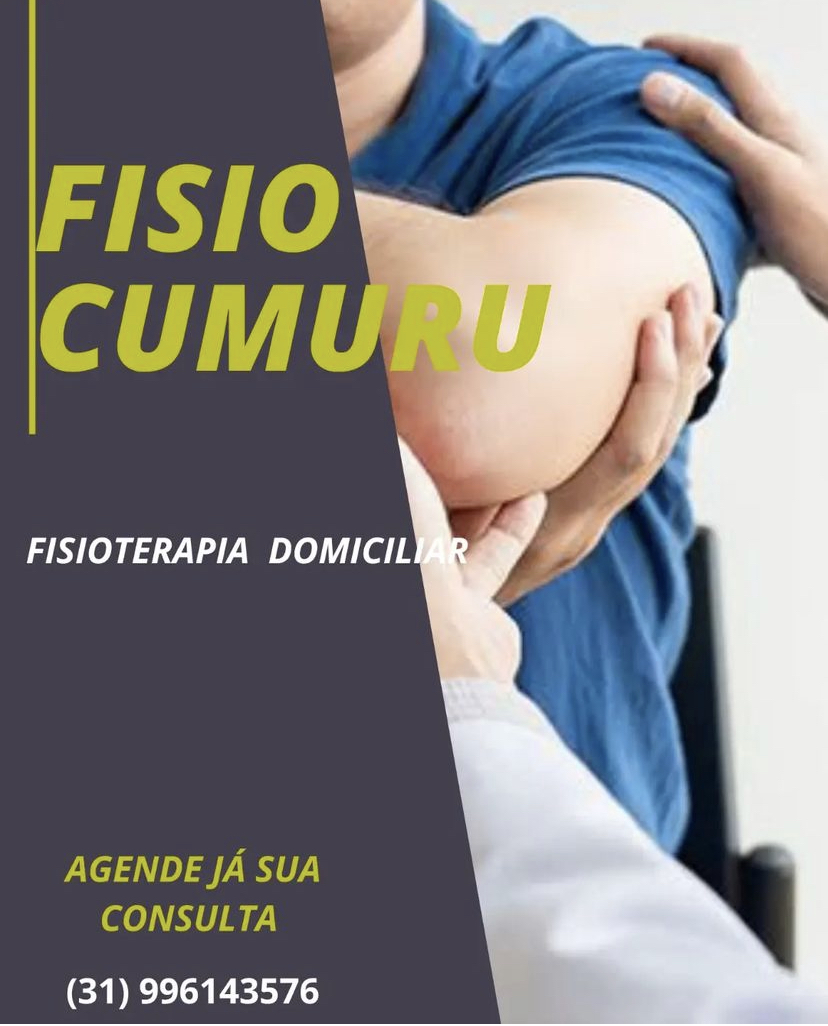 FISIO
CUMURU
FISIOTERAPIA DOMICILIAR
AGENDE JÁ SUA
CONSULTA
(31) 996143576